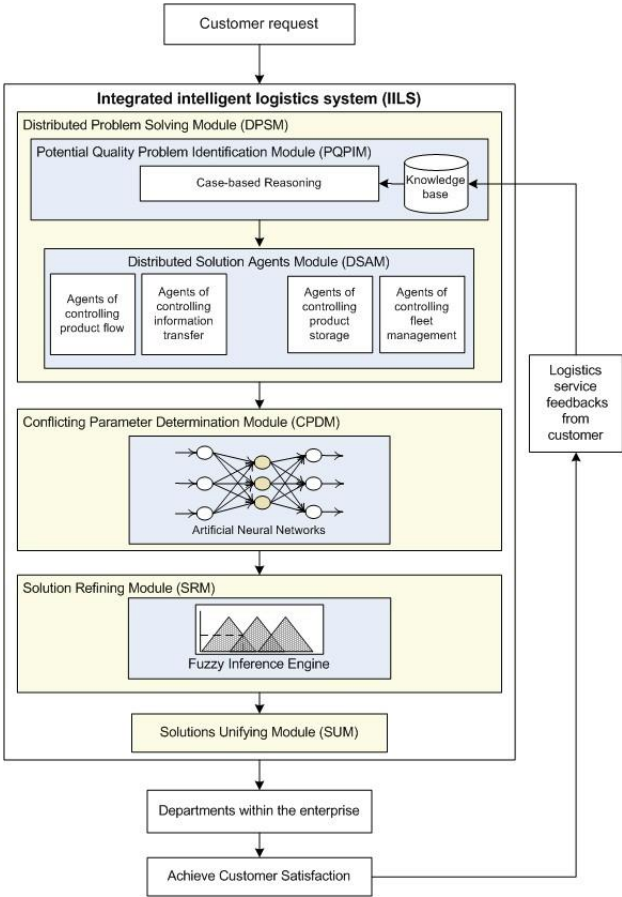 Customer request
Integrated intelligent logistics system (IILS)
Distributed Problem Solving Module (DPSM)
Potential Quality Problem Identification Module (PQPIM)
Case-based Reasoning
Knowledge
base
Distributed Solution Agents Module (DSAM)
Agents of
controlling
product flow
Agents of
controlling
information
transfer
Agents of
controlling
product
storage
Agents of
controlling
fleet
management
Logistics
service
feedbacks
from
customer
Conflicting Parameter Determination Module (CPDM)
Artificial Neural Networks
Solution Refining Module (SRM)
Fuzzy Inference Engine
Solutions Unifying Module (SUM)
Departments within the enterprise
Achieve Customer Satisfaction